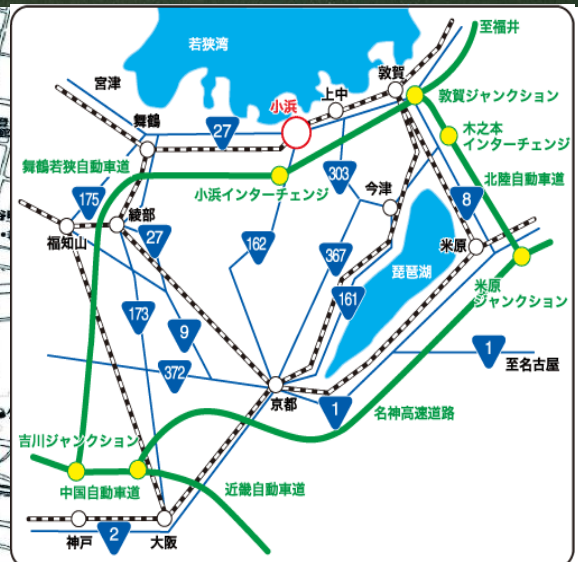 至福井
若狭湾
宮津
敦賀
上中
敦賀ジャンクション
小浜
舞鶴
27
木之本
インターチェンジ
舞鶴若狭自動車道
303
北陸自動車道
小浜インターチェンジ
今津
175
8
綾部
福知山
27
162
367
米原
琵琶湖
米原
ジャンクション
161
173
9
1
至名古屋
372
京都
1
名神高速道路
吉川ジャンクション
中国自動車道
近畿自動車道
2
神戸
大阪